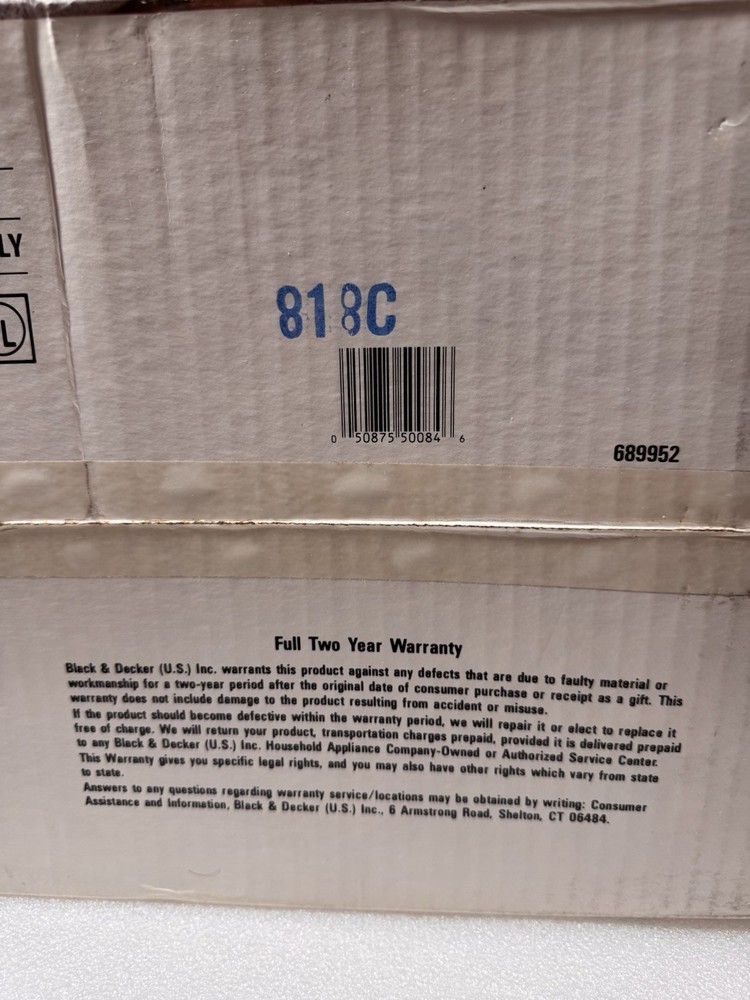 LY
L
818C
0 50875 50084 6
689952
Full Two Year Warranty
Black & Decker (U.S.) Inc. warrants this product against any defects that are due to faulty material or
workmanship for a two-year period after the original date of consumer purchase or receipt as a gift. This
warranty does not include damage to the product resulting from accident or misuse.
If the product should become defective within the warranty period, we will repair it or elect to replace it
free of charge. We will return your product, transportation charges prepaid, provided it is delivered prepaid
to any Black & Decker (U.S.) Inc. Household Appliance Company-Owned or Authorized Service Center.
This Warranty gives you specific legal rights, and you may also have other rights which vary from state
to state.
Answers to any questions regarding warranty service/locations may be obtained by writing: Consumer
Assistance and Information, Black & Decker (U.S.) Inc., 6 Armstrong Road, Shelton, CT 06484.